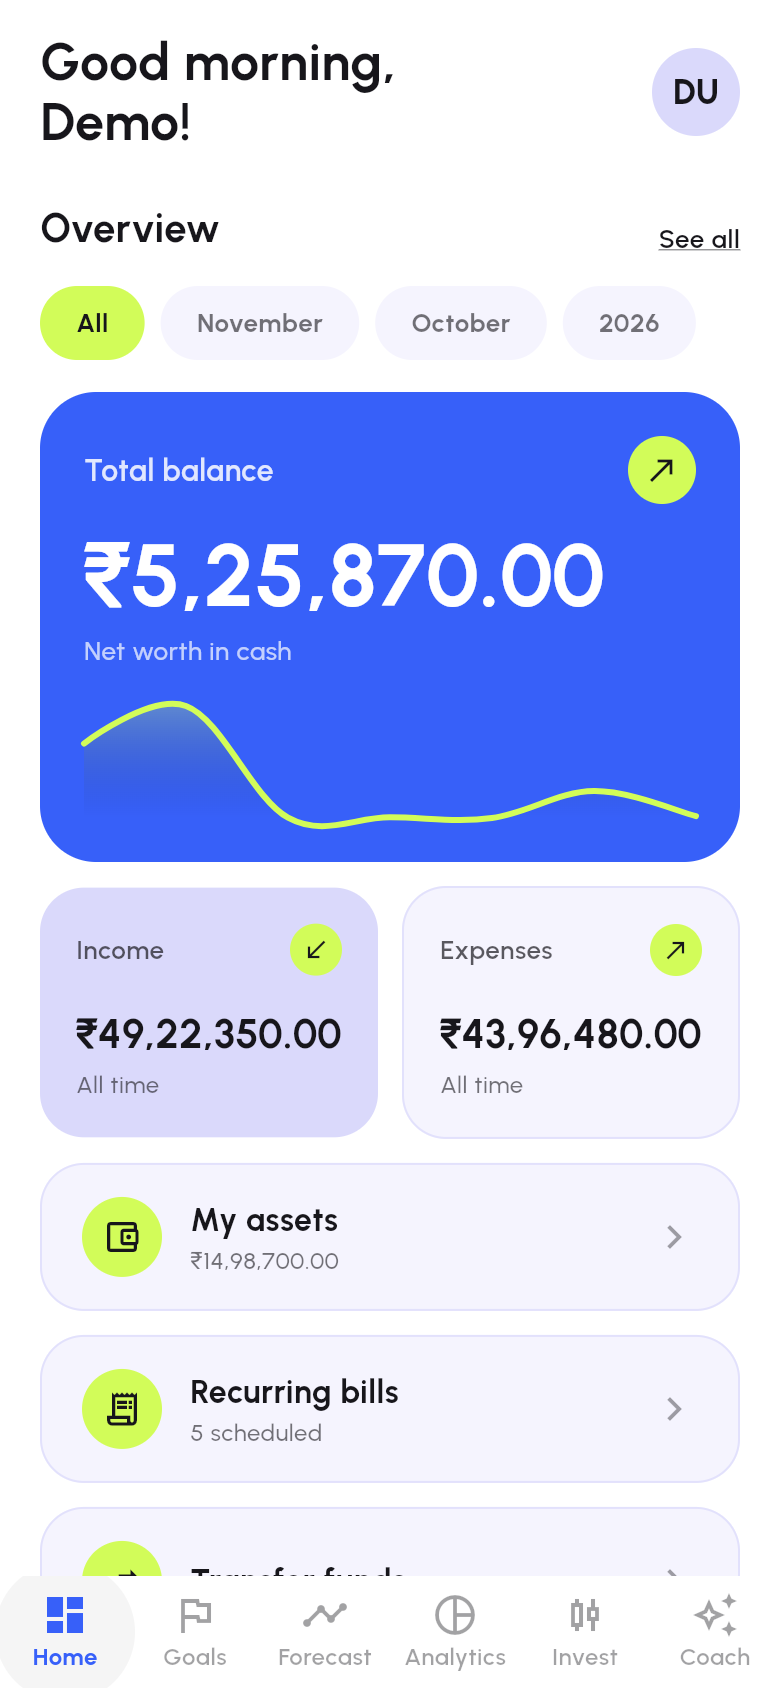 Good morning,
Demo!
DU
Overview
See all
All
November
October
2026
Total balance
₹5,25,870.00
Net worth in cash
Income
₹49,22,350.00
All time
Expenses
₹43,96,480.00
All time
My assets
₹14,98,700.00
Recurring bills
5 scheduled
Transfer funds
Home
Goals
Forecast
Analytics
Invest
Coach